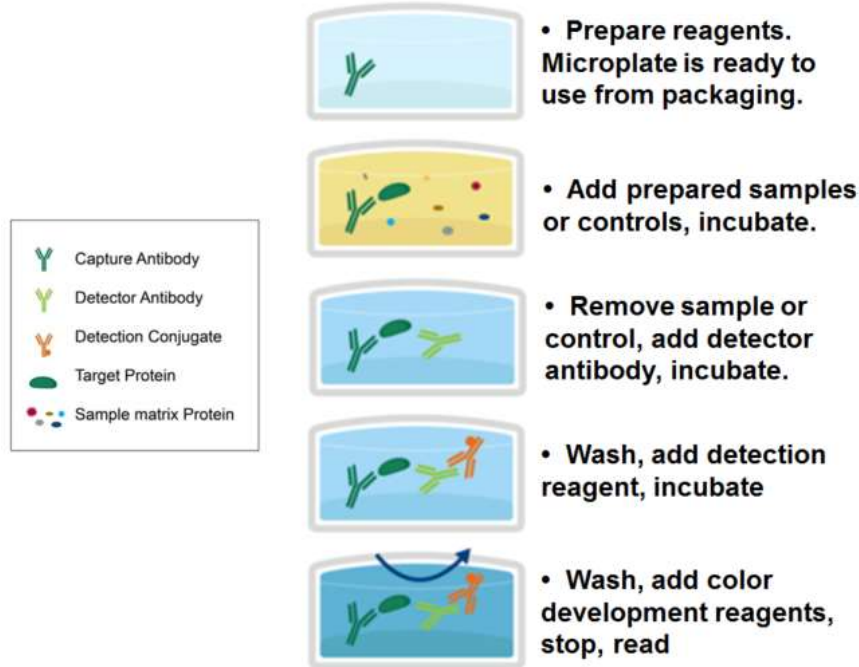 • Prepare reagents.
Microplate is ready to
use from packaging.
• Add prepared samples
or controls, incubate.
Capture Antibody
Detector Antibody
Detection Conjugate
Target Protein
Sample matrix Protein
• Remove sample or
control, add detector
antibody, incubate.
• Wash, add detection
reagent, incubate
• Wash, add color
development reagents,
stop, read